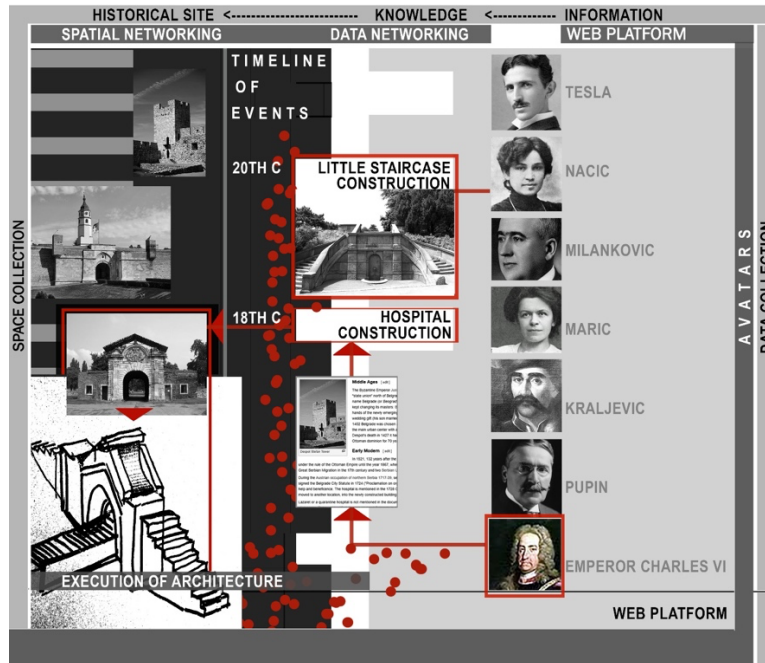 HISTORICAL SITE <----------------------- KNOWLEDGE <---------- INFORMATION
SPATIAL NETWORKING
DATA NETWORKING
WEB PLATFORM
TIMELINE
OF
EVENTS
20TH C
LITTLE STAIRCASE
CONSTRUCTION
18TH C
HOSPITAL
CONSTRUCTION
TESLA
NACIC
MILANKOVIC
MARIC
KRALJEVIC
PUPIN
EMPEROR CHARLES VI
Middle Ages
Early Modern
SPACE COLLECTION
AVATARS
DATA COLLECTION
EXECUTION OF ARCHITECTURE
WEB PLATFORM